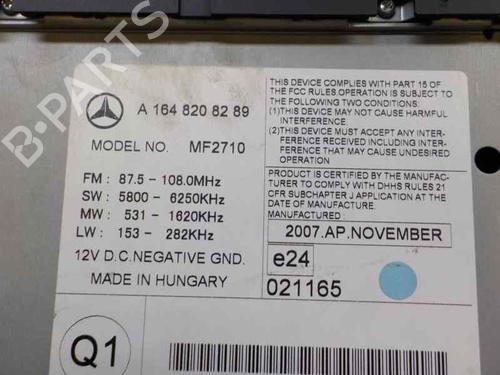 A 164 820 82 89
MODEL NO. MF2710
FM : 87.5 - 108.0MHz
SW : 5800 - 6250KHz
MW : 531 - 1620KHz
LW : 153 - 282KHz
12V D.C.NEGATIVE GND.
MADE IN HUNGARY
Q1
THIS DEVICE COMPLIES WITH PART 15 OF
THE FCC RULES OPERATION IS SUBJECT TO
THE FOLLOWING TWO CONDITIONS:
(1)THIS DEVICE MAY NOT CAUSE HARMFUL
INTERFERENCE.
(2)THIS DEVICE MUST ACCEPT ANY INTER-
FERENCE RECEIVED INCLUDING INTER-
FERENCE THAT MAY CAUSE UNDESIRED
OPERATION
PRODUCT IS CERTIFIED BY THE MANUFAC-
TURER TO COMPLY WITH DHHS RULES 21
CFR SUBCHAPTER J APPLICATION AT THE
DATE OF MANUFACTURE.
MANUFACTURED:
2007.AP.NOVEMBER
e24
021165
B-PARTS